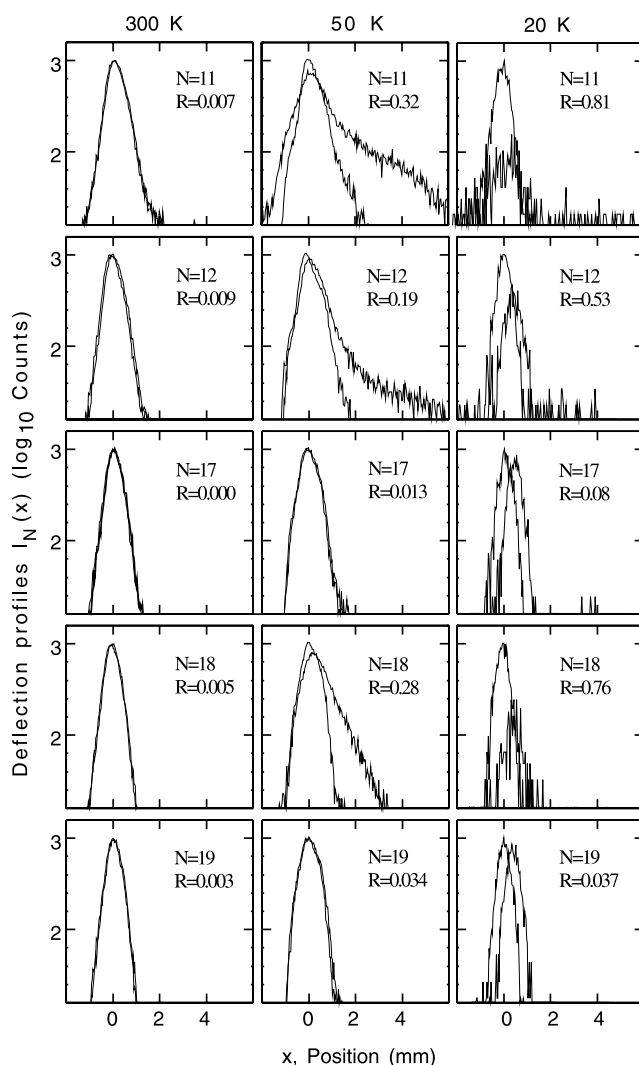 300 K 50 K 20 K
3
2
N=11
R=0.007
N=11
R=0.32
N=11
R=0.81
3
2
N=12
R=0.009
N=12
R=0.19
N=12
R=0.53
3
2
N=17
R=0.000
N=17
R=0.013
N=17
R=0.08
3
2
N=18
R=0.005
N=18
R=0.28
N=18
R=0.76
3
2
N=19
R=0.003
N=19
R=0.034
N=19
R=0.037
0 2 4 0 2 4 0 2 4
x, Position (mm)
Deflection profiles I_N(x) (log10 Counts)